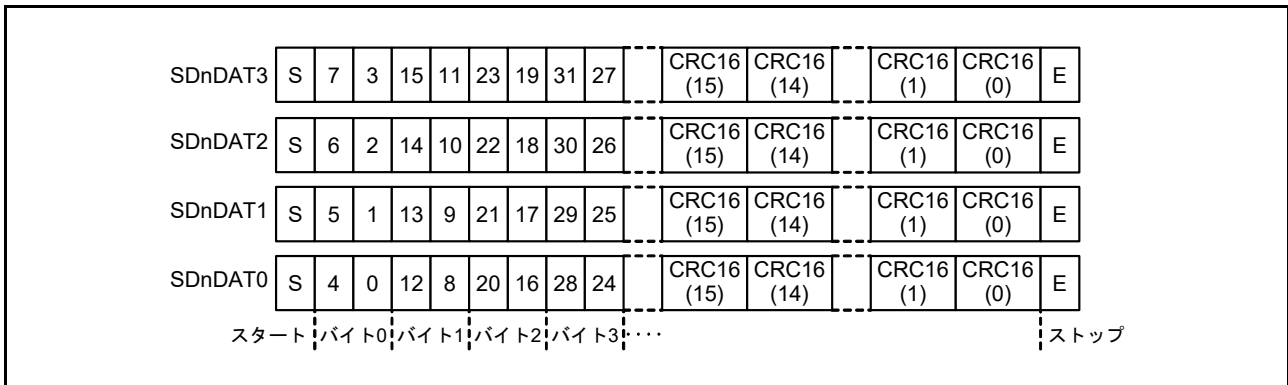 SDnDAT3 S 7 3 15 11 23 19 31 27 CRC16 (15) CRC16 (14) CRC16 (1) CRC16 (0) E
SDnDAT2 S 6 2 14 10 22 18 30 26 CRC16 (15) CRC16 (14) CRC16 (1) CRC16 (0) E
SDnDAT1 S 5 1 13 9 21 17 29 25 CRC16 (15) CRC16 (14) CRC16 (1) CRC16 (0) E
SDnDAT0 S 4 0 12 8 20 16 28 24 CRC16 (15) CRC16 (14) CRC16 (1) CRC16 (0) E
スタート バイト0 バイト1 バイト2 バイト3 ・・・・ ストップ